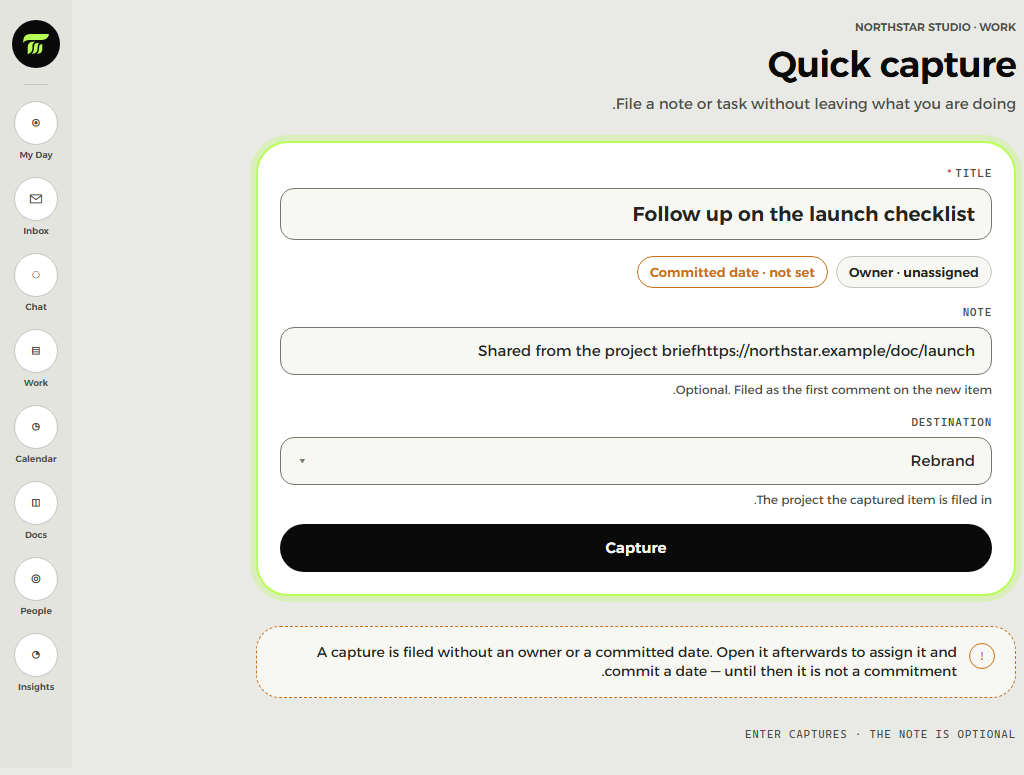 NORTHSTAR STUDIO · WORK
Quick capture
.File a note or task without leaving what you are doing
My Day
Inbox
Chat
Work
Calendar
Docs
People
Insights
* TITLE
Follow up on the launch checklist
Committed date · not set
Owner · unassigned
NOTE
Shared from the project briefhttps://northstar.example/doc/launch
.Optional. Filed as the first comment on the new item
DESTINATION
Rebrand
.The project the captured item is filed in
Capture
A capture is filed without an owner or a committed date. Open it afterwards to assign it and
.commit a date — until then it is not a commitment
!
ENTER CAPTURES · THE NOTE IS OPTIONAL